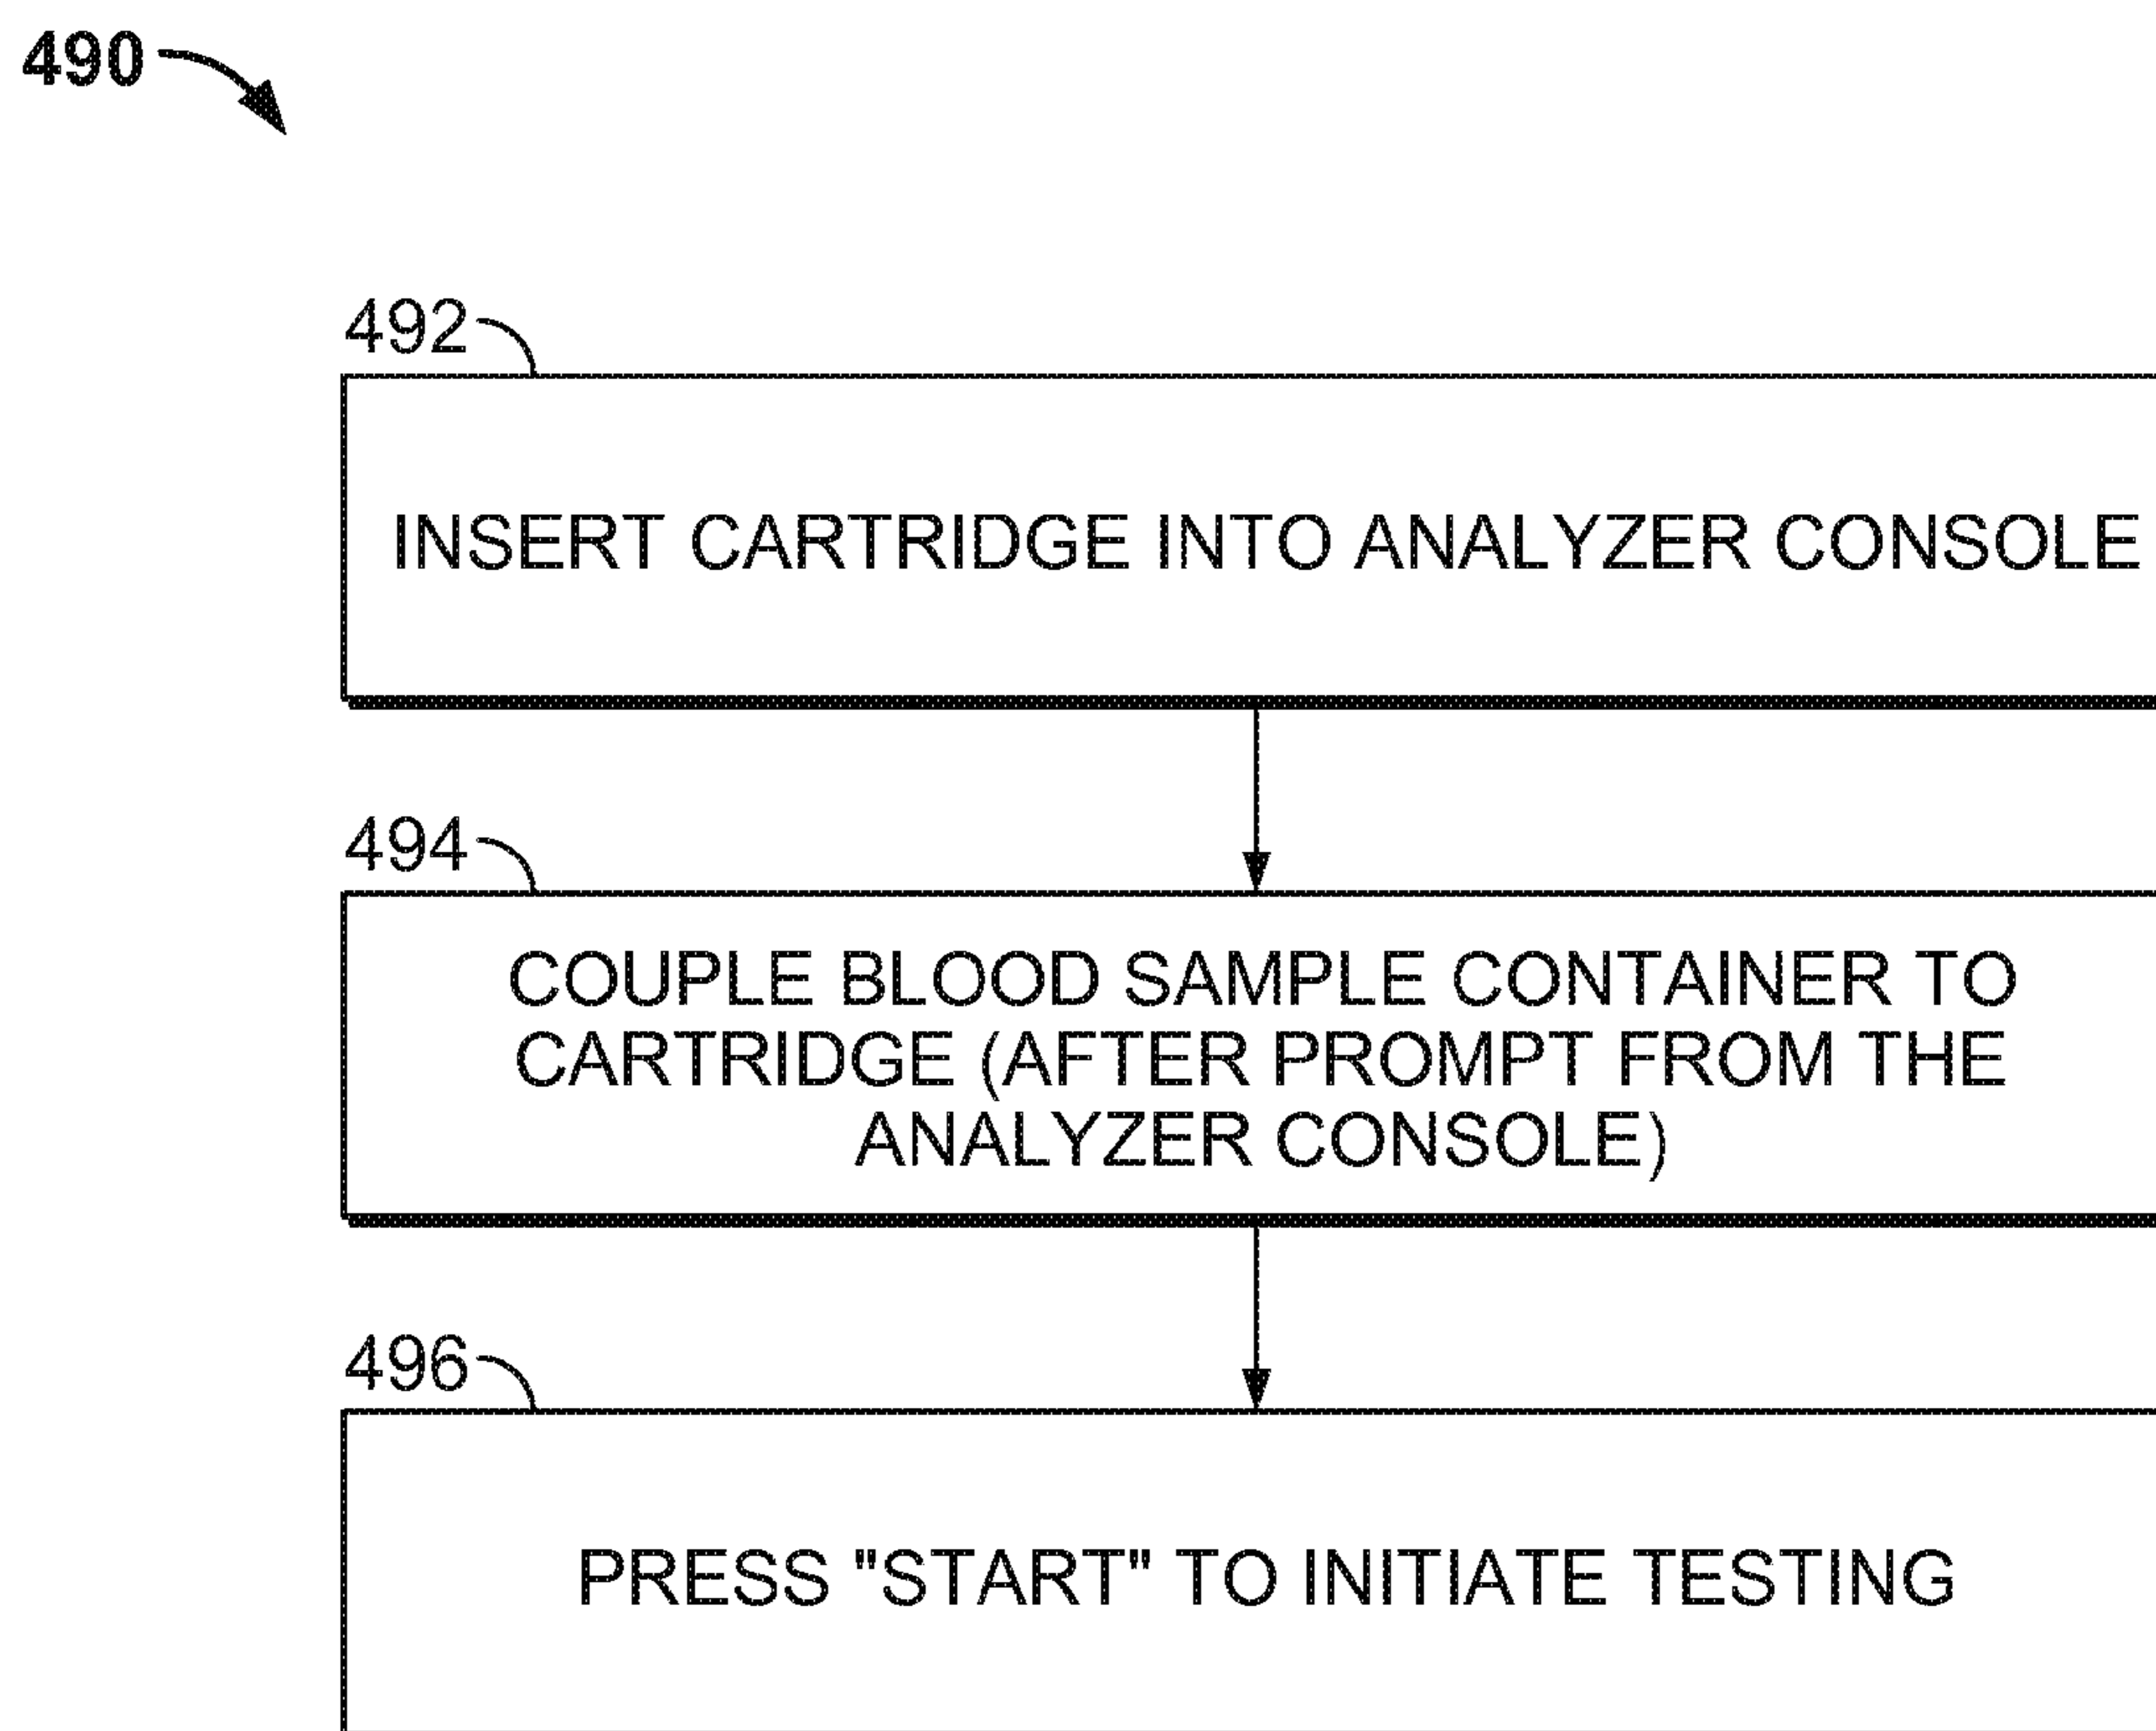 490
492
INSERT CARTRIDGE INTO ANALYZER CONSOLE
494
COUPLE BLOOD SAMPLE CONTAINER TO
CARTRIDGE (AFTER PROMPT FROM THE
ANALYZER CONSOLE)
496
PRESS "START" TO INITIATE TESTING